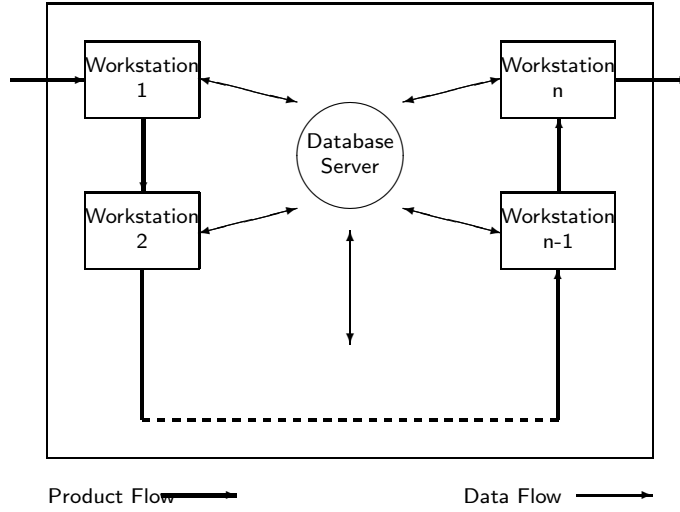 Workstation
1
Workstation
n
Database
Server
Workstation
2
Workstation
n-1
Product Flow
Data Flow